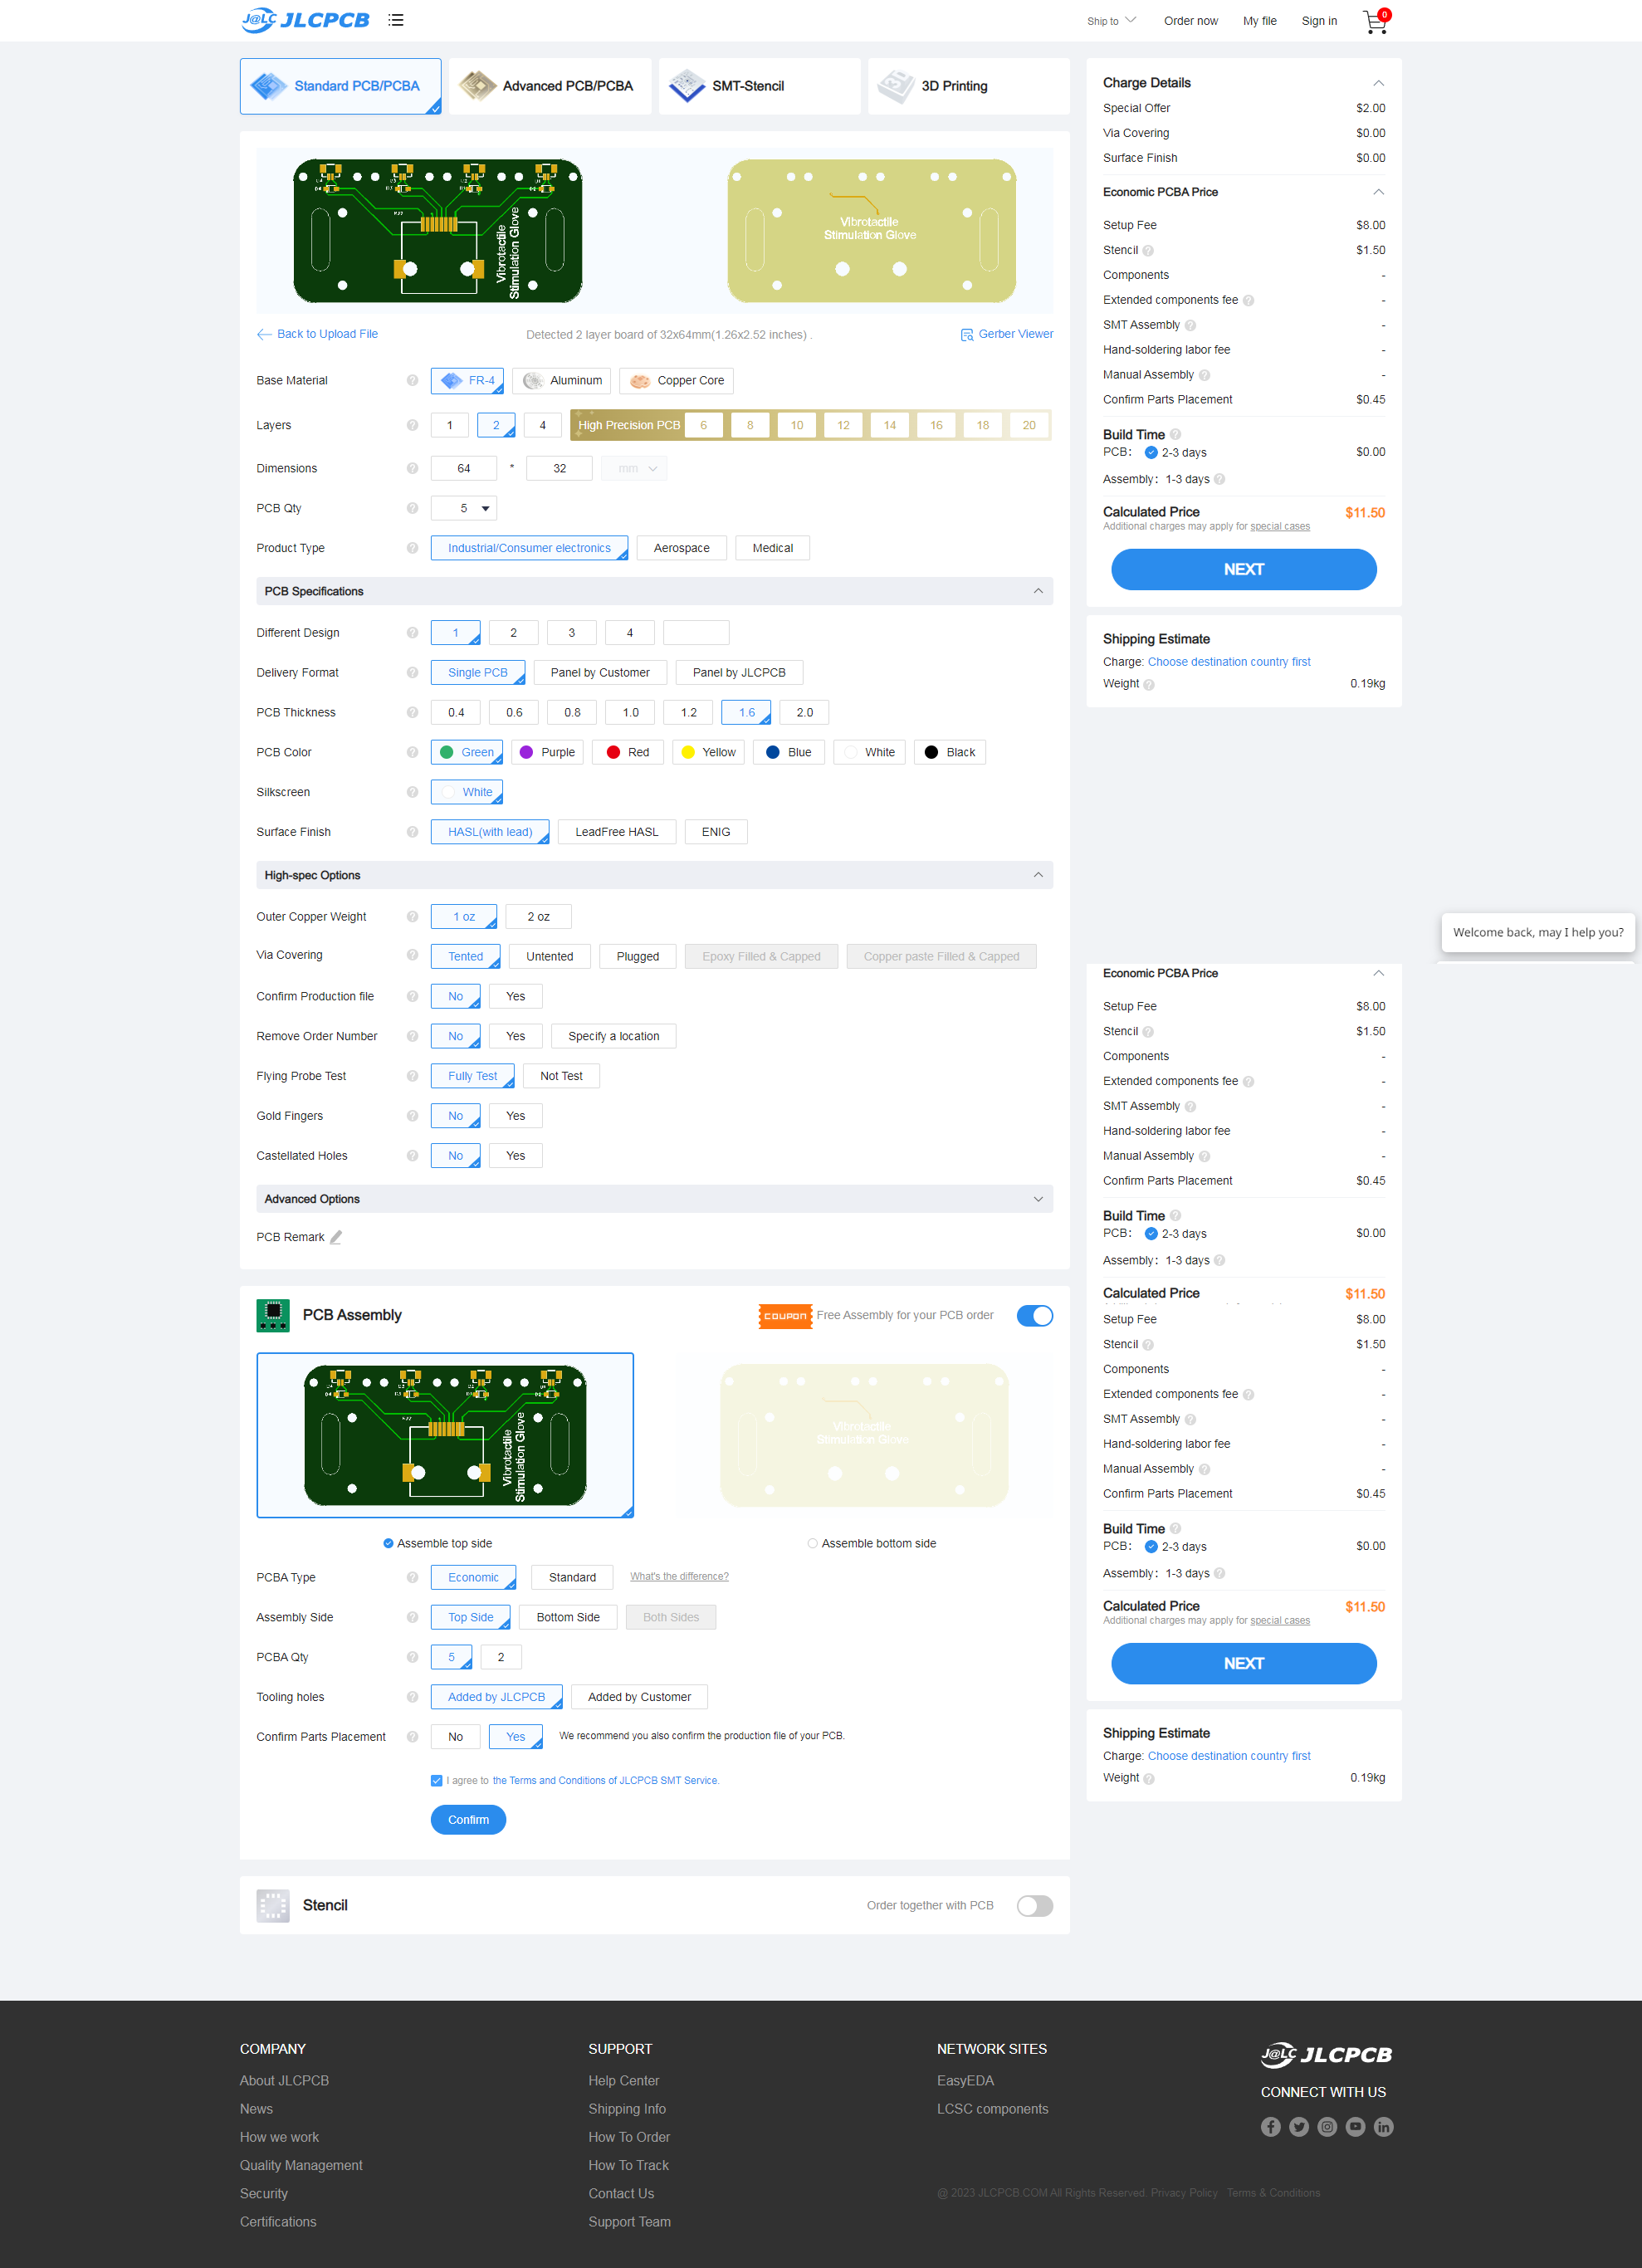 J@LC JLCPCB
Ship to
Order now
My file
Sign in
0
Standard PCB/PCBA
Advanced PCB/PCBA
SMT-Stencil
3D Printing
Vibrotactile
Stimulation Glove
Vibrotactile
Stimulation Glove
Back to Upload File
Detected 2 layer board of 32x64mm(1.26x2.52 inches) .
Gerber Viewer
Base Material ? FR-4 Aluminum Copper Core
Layers ? 1 2 4 High Precision PCB 6 8 10 12 14 16 18 20
Dimensions ? 64 * 32 mm
PCB Qty ? 5
Product Type ? Industrial/Consumer electronics Aerospace Medical
PCB Specifications
Different Design ? 1 2 3 4
Delivery Format ? Single PCB Panel by Customer Panel by JLCPCB
PCB Thickness ? 0.4 0.6 0.8 1.0 1.2 1.6 2.0
PCB Color ? Green Purple Red Yellow Blue White Black
Silkscreen ? White
Surface Finish ? HASL(with lead) LeadFree HASL ENIG
High-spec Options
Outer Copper Weight ? 1 oz 2 oz
Via Covering ? Tented Untented Plugged Epoxy Filled & Capped Copper paste Filled & Capped
Confirm Production file ? No Yes
Remove Order Number ? No Yes Specify a location
Flying Probe Test ? Fully Test Not Test
Gold Fingers ? No Yes
Castellated Holes ? No Yes
Advanced Options
PCB Remark
PCB Assembly
coupon Free Assembly for your PCB order
Vibrotactile
Stimulation Glove
Vibrotactile
Stimulation Glove
Assemble top side
Assemble bottom side
PCBA Type ? Economic Standard What's the difference?
Assembly Side ? Top Side Bottom Side Both Sides
PCBA Qty ? 5 2
Tooling holes ? Added by JLCPCB Added by Customer
Confirm Parts Placement ? No Yes We recommend you also confirm the production file of your PCB.
I agree to the Terms and Conditions of JLCPCB SMT Service.
Confirm
Stencil
Order together with PCB
Charge Details
Special Offer $2.00
Via Covering $0.00
Surface Finish $0.00
Economic PCBA Price
Setup Fee $8.00
Stencil ? $1.50
Components -
Extended components fee ? -
SMT Assembly ? -
Hand-soldering labor fee -
Manual Assembly ? -
Confirm Parts Placement $0.45
Build Time ?
PCB: 2-3 days $0.00
Assembly: 1-3 days ?
Calculated Price $11.50
Additional charges may apply for special cases
NEXT
Shipping Estimate
Charge: Choose destination country first
Weight ? 0.19kg
Welcome back, may I help you?
Economic PCBA Price
Setup Fee $8.00
Stencil ? $1.50
Components -
Extended components fee ? -
SMT Assembly ? -
Hand-soldering labor fee -
Manual Assembly ? -
Confirm Parts Placement $0.45
Build Time ?
PCB: 2-3 days $0.00
Assembly: 1-3 days ?
Calculated Price $11.50
Setup Fee $8.00
Stencil ? $1.50
Components -
Extended components fee ? -
SMT Assembly ? -
Hand-soldering labor fee -
Manual Assembly ? -
Confirm Parts Placement $0.45
Build Time ?
PCB: 2-3 days $0.00
Assembly: 1-3 days ?
Calculated Price $11.50
Additional charges may apply for special cases
NEXT
Shipping Estimate
Charge: Choose destination country first
Weight ? 0.19kg
COMPANY
About JLCPCB
News
How we work
Quality Management
Security
Certifications
SUPPORT
Help Center
Shipping Info
How To Order
How To Track
Contact Us
Support Team
NETWORK SITES
EasyEDA
LCSC components
J@LC JLCPCB
CONNECT WITH US
@ 2023 JLCPCB.COM All Rights Reserved. Privacy Policy Terms & Conditions